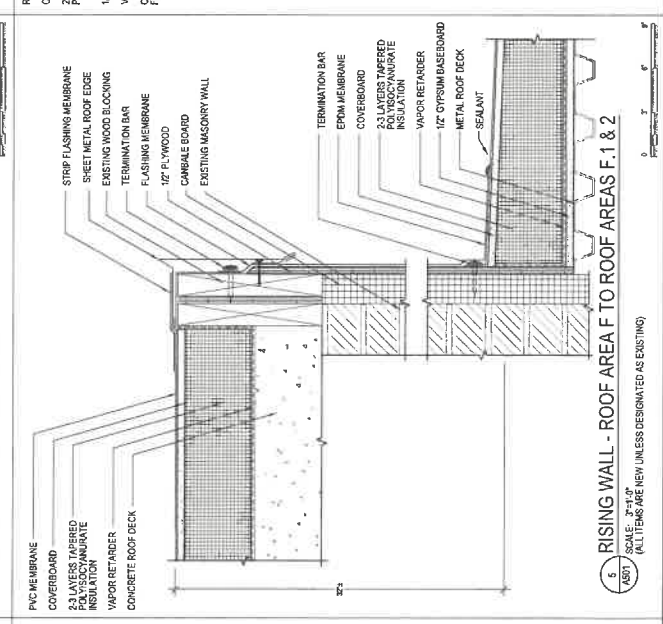 PVC MEMBRANE
COVERBOARD
2-3 LAYERS TAPERED
POLYISOCYANURATE
INSULATION
VAPOR RETARDER
CONCRETE ROOF DECK
STRIP FLASHING MEMBRANE
SHEET METAL ROOF EDGE
EXISTING WOOD BLOCKING
TERMINATION BAR
FLASHING MEMBRANE
1/2" PLYWOOD
CANBALE BOARD
EXISTING MASONRY WALL
TERMINATION BAR
EPDM MEMBRANE
COVERBOARD
2-3 LAYERS TAPERED
POLYISOCYANURATE
INSULATION
VAPOR RETARDER
1/2" GYPSUM BASEBOARD
METAL ROOF DECK
SEALANT
32"±
5
A501
RISING WALL - ROOF AREA F TO ROOF AREAS F.1 & 2
SCALE: 3"=1'-0"
(ALL ITEMS ARE NEW UNLESS DESIGNATED AS EXISTING)
0 3" 6" 9"